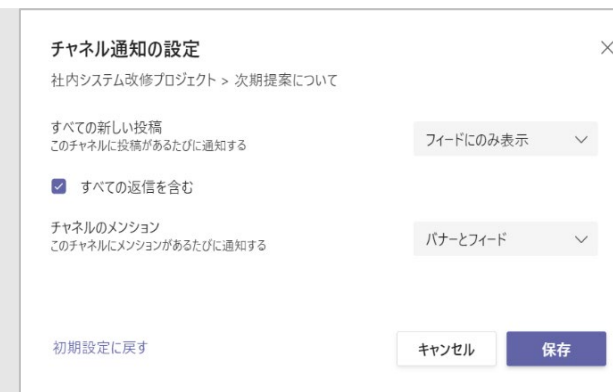 チャネル通知の設定
社内システム改修プロジェクト > 次期提案について
すべての新しい投稿
このチャネルに投稿があるたびに通知する
フィードにのみ表示
すべての返信を含む
チャネルのメンション
このチャネルにメンションがあるたびに通知する
バナーとフィード
初期設定に戻す
キャンセル
保存